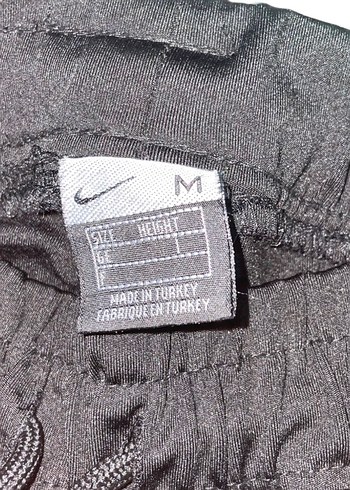 M
SIZE HEIGHT
GE
F
MADE IN TURKEY
FABRIQUE EN TURKEY